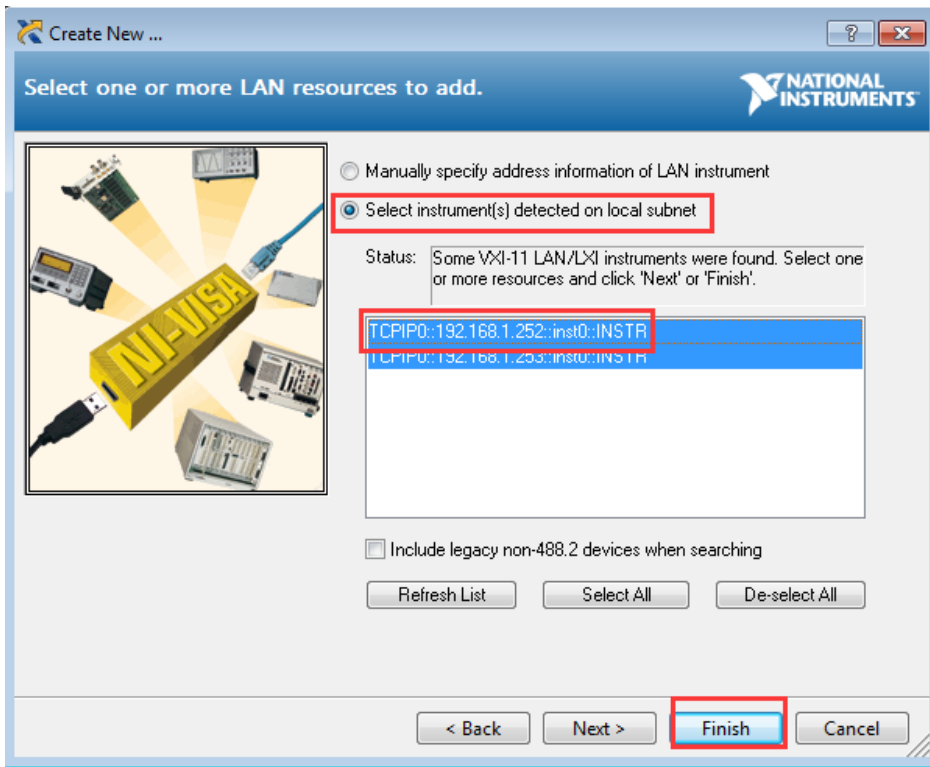 Create New ...
Select one or more LAN resources to add.
NATIONAL
INSTRUMENTS
Manually specify address information of LAN instrument
Select instrument(s) detected on local subnet
Status: Some VXI-11 LAN/LXI instruments were found. Select one
or more resources and click 'Next' or 'Finish'.
NI-VISA
TCPIP0::192.168.1.252::inst0::INSTR
TCPIP0::192.168.1.253::inst0::INSTR
Include legacy non-488.2 devices when searching
Refresh List Select All De-select All
< Back Next > Finish Cancel